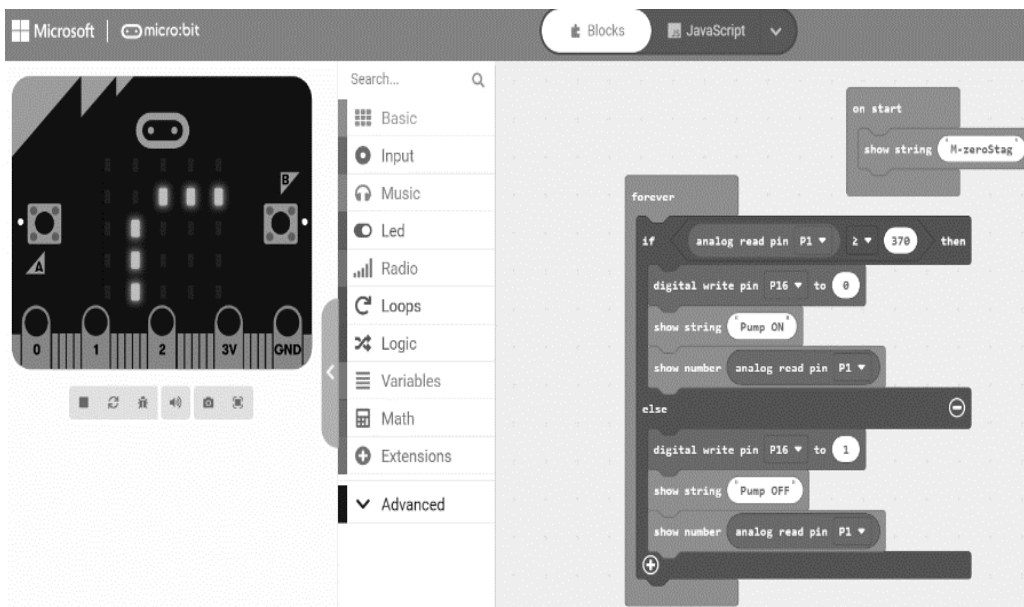 Microsoft micro:bit
Blocks JavaScript
Search...
Basic
Input
Music
Led
Radio
Loops
Logic
Variables
Math
Extensions
Advanced
A
B
0 1 2 3V GND
on start
show string "M-zeroStag
forever
if analog read pin P1 ≥ 370 then
digital write pin P16 to 0
show string "Pump ON"
show number analog read pin P1
else
digital write pin P16 to 1
show string "Pump OFF"
show number analog read pin P1